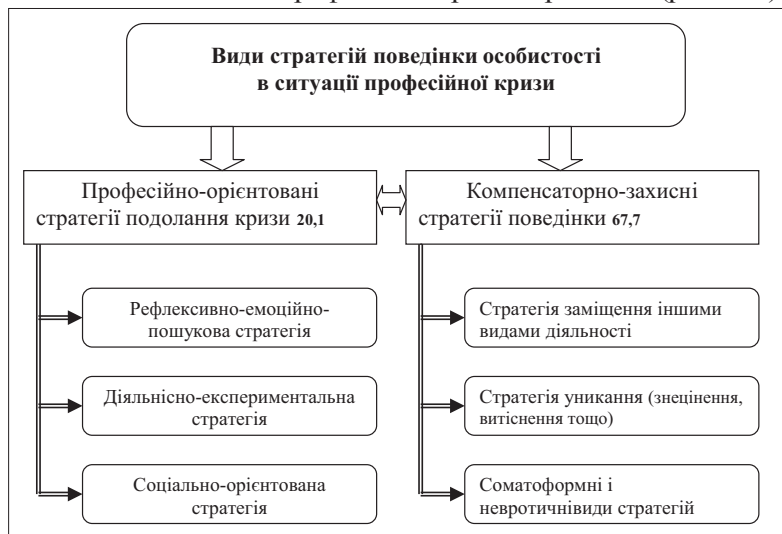 Види стратегій поведінки особистості
в ситуації професійної кризи
Професійно-орієнтовані
стратегії подолання кризи 20,1
Компенсаторно-захисні
стратегії поведінки 67,7
Рефлексивно-емоційно-
пошукова стратегія
Стратегія заміщення іншими
видами діяльності
Діяльнісно-експериментальна
стратегія
Стратегія уникання (знецінення,
витіснення тощо)
Соціально-орієнтована
стратегія
Соматоформні і
невротичнівиди стратегій